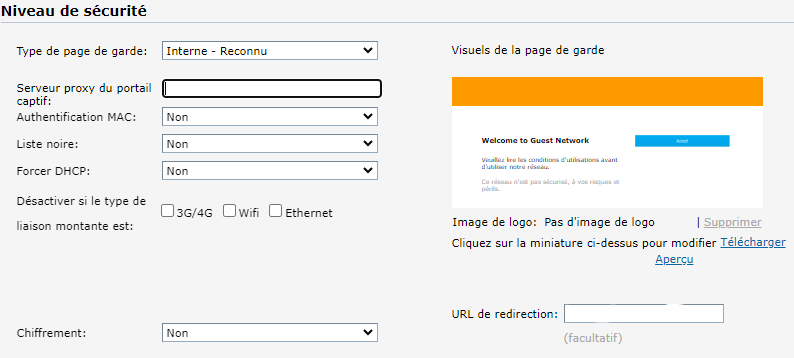 Niveau de sécurité
Type de page de garde: Interne - Reconnu
Serveur proxy du portail
captif:
Authentification MAC: Non
Liste noire: Non
Forcer DHCP: Non
Désactiver si le type de
liaison montante est: 3G/4G Wifi Ethernet
Chiffrement: Non
Visuels de la page de garde
Welcome to Guest Network
Accept
Veuillez lire les conditions d'utilisations avant
d'utiliser notre réseau.
Ce réseau n'est pas sécurisé, à vos risques et
périls.
Image de logo: Pas d'image de logo | Supprimer
Cliquez sur la miniature ci-dessus pour modifier Télécharger
Aperçu
URL de redirection:
(facultatif)